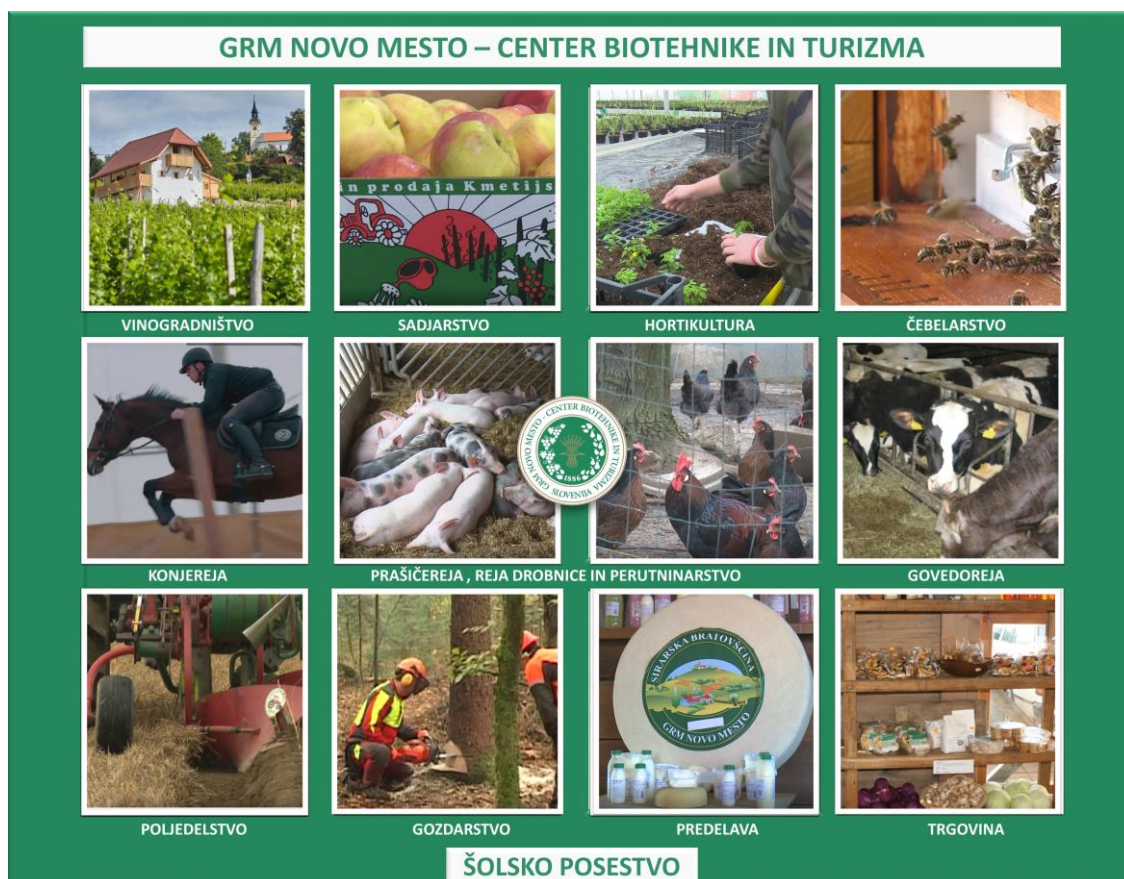 GRM NOVO MESTO – CENTER BIOTEHNIKE IN TURIZMA
in prodaja Kmetijs
VINOGRADNIŠTVO
SADJARSTVO
HORTIKULTURA
ČEBELARSTVO
GRM NOVO MESTO - CENTER BIOTEHNIKE IN TURIZMA
1886
SLOVENIJA
KONJEREJA
PRAŠIČEREJA , REJA DROBNICE IN PERUTNINARSTVO
GOVEDOREJA
SIRARSKA BRATOVŠČINA
GRM NOVO MESTO
POLJEDELSTVO
GOZDARSTVO
PREDELAVA
TRGOVINA
ŠOLSKO POSESTVO